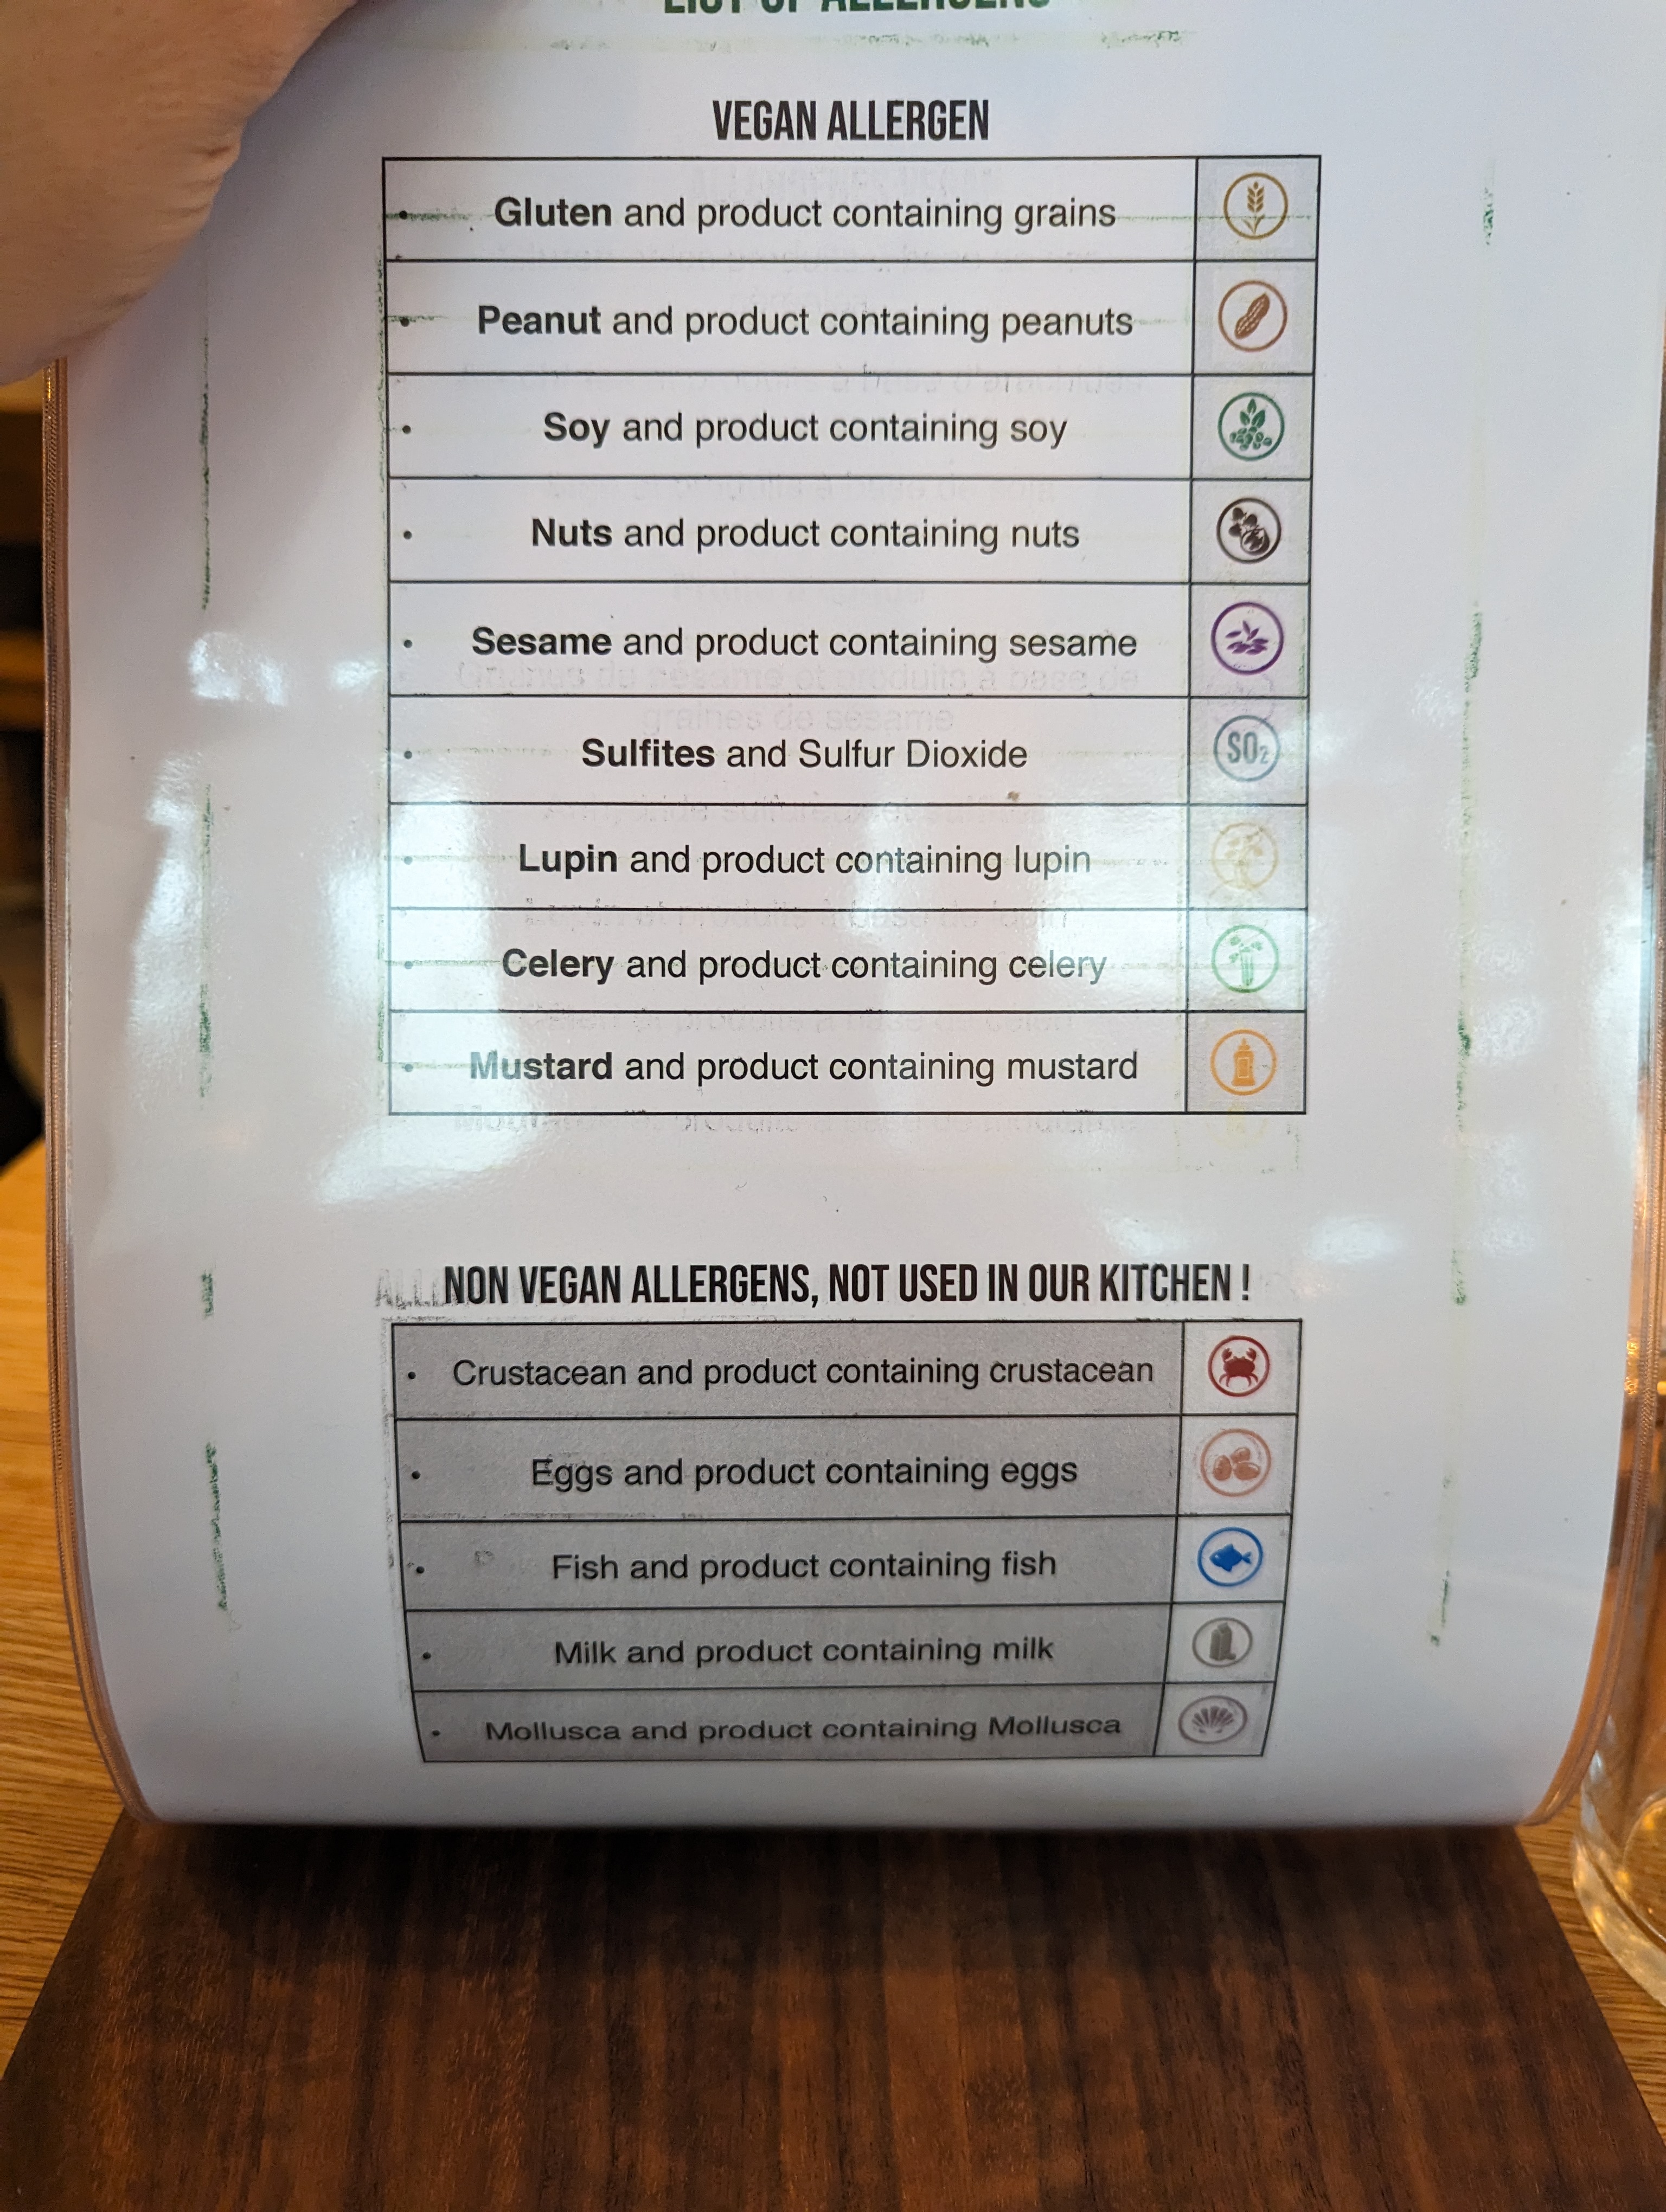 LIST OF ALLERGENS
VEGAN ALLERGEN
• Gluten and product containing grains
• Peanut and product containing peanuts
• Soy and product containing soy
• Nuts and product containing nuts
• Sesame and product containing sesame
• Sulfites and Sulfur Dioxide SO₂
• Lupin and product containing lupin
• Celery and product containing celery
• Mustard and product containing mustard
NON VEGAN ALLERGENS, NOT USED IN OUR KITCHEN !
• Crustacean and product containing crustacean
• Eggs and product containing eggs
• Fish and product containing fish
• Milk and product containing milk
• Mollusca and product containing Mollusca